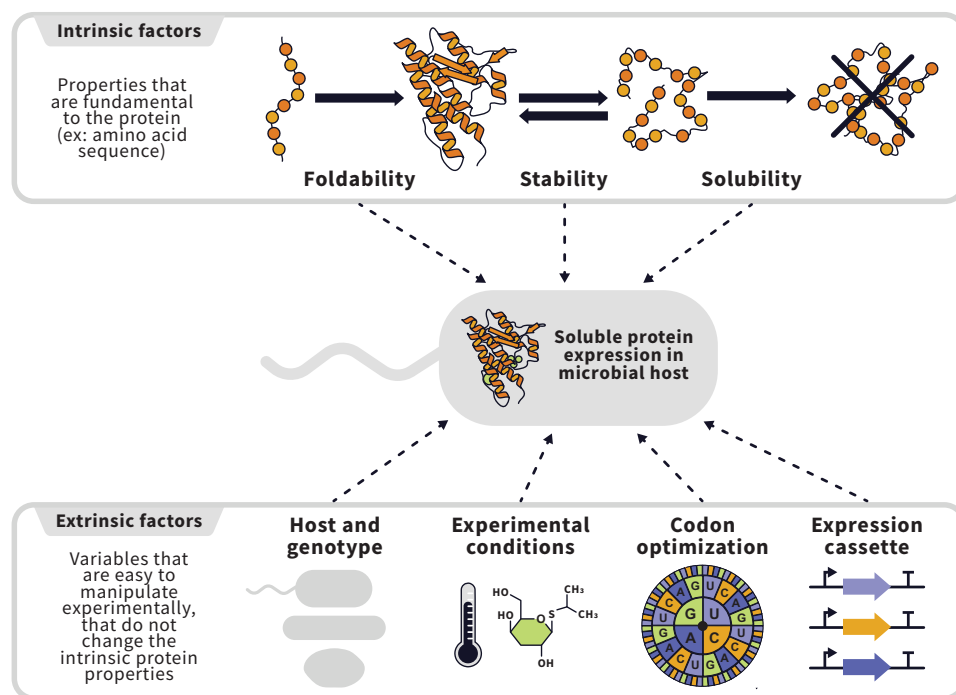 Intrinsic factors
Properties that
are fundamental
to the protein
(ex: amino acid
sequence)
Foldability
Stability
Solubility
Soluble protein
expression in
microbial host
Extrinsic factors
Variables that
are easy to
manipulate
experimentally,
that do not
change the
intrinsic protein
properties
Host and
genotype
Experimental
conditions
HO
HO
HO
OH
O
S
H₃C
CH₃
Codon
optimization
G U
A C
U C A G U C A G
U G A C U G A C
Expression
cassette